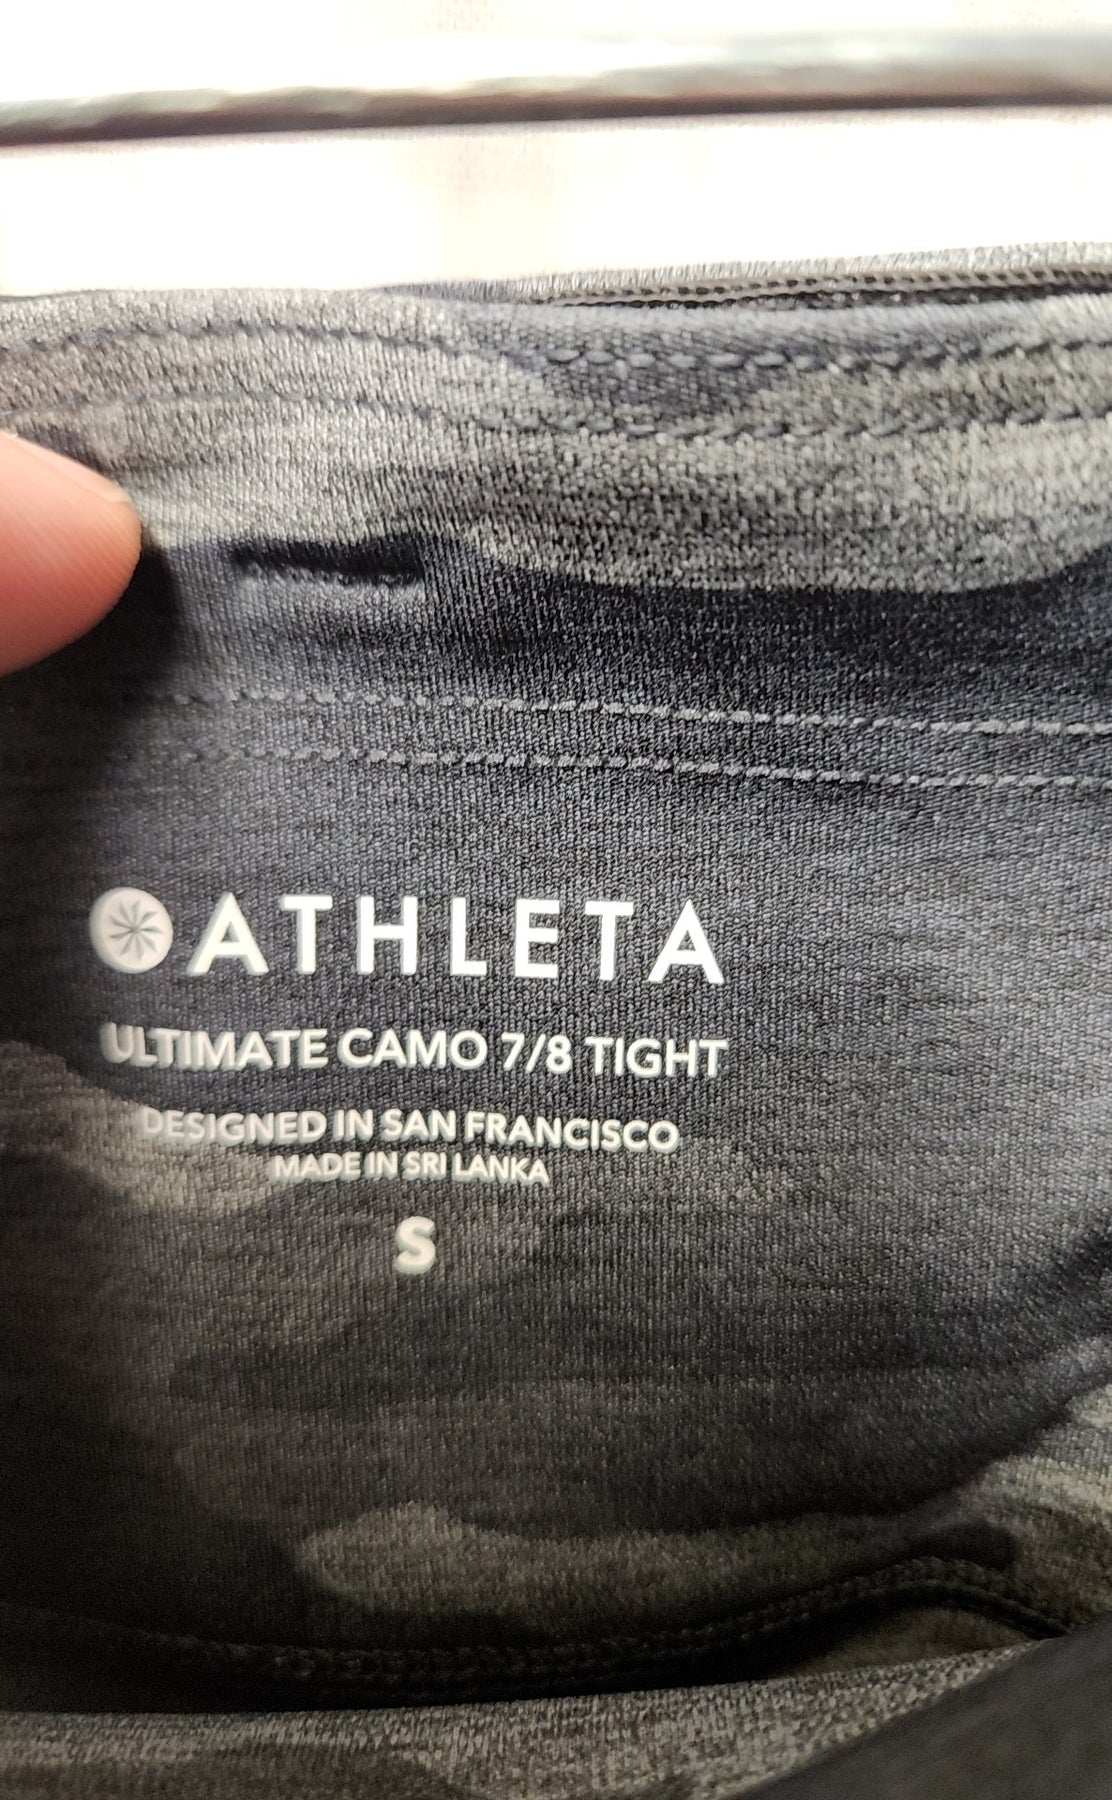 ATHLETA
ULTIMATE CAMO 7/8 TIGHT
DESIGNED IN SAN FRANCISCO
MADE IN SRI LANKA
S